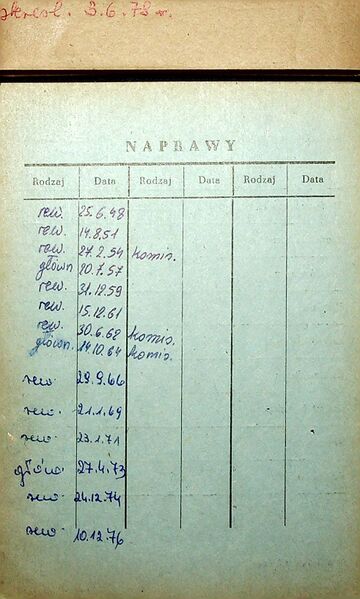 skreśl. 3.6.78 r.
NAPRAWY
Rodzaj Data Rodzaj Data Rodzaj Data
rew. 25.6.48
rew. 14.8.51
rew. 27.2.54 komis.
główn. 20.7.57
rew. 31.12.59
rew. 15.12.61
rew. 30.6.62 komis.
główn. 14.10.64 komis.
rew. 29.9.66
rew. 21.1.69
rew. 23.1.71
główn. 27.4.73
rew. 24.12.74
rew. 10.12.76